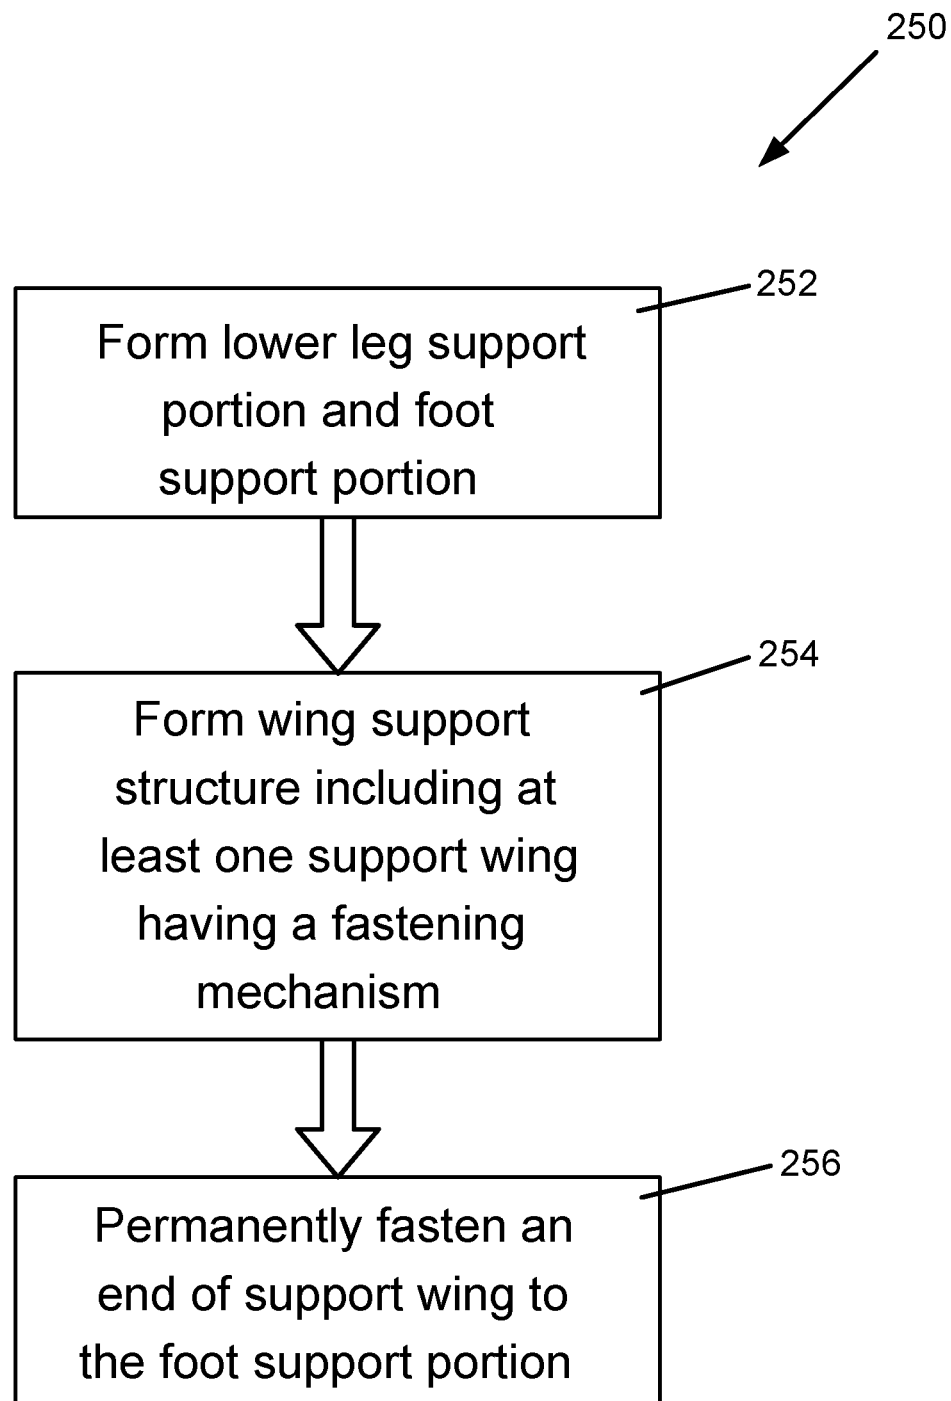 250
252
Form lower leg support
portion and foot
support portion
254
Form wing support
structure including at
least one support wing
having a fastening
mechanism
256
Permanently fasten an
end of support wing to
the foot support portion